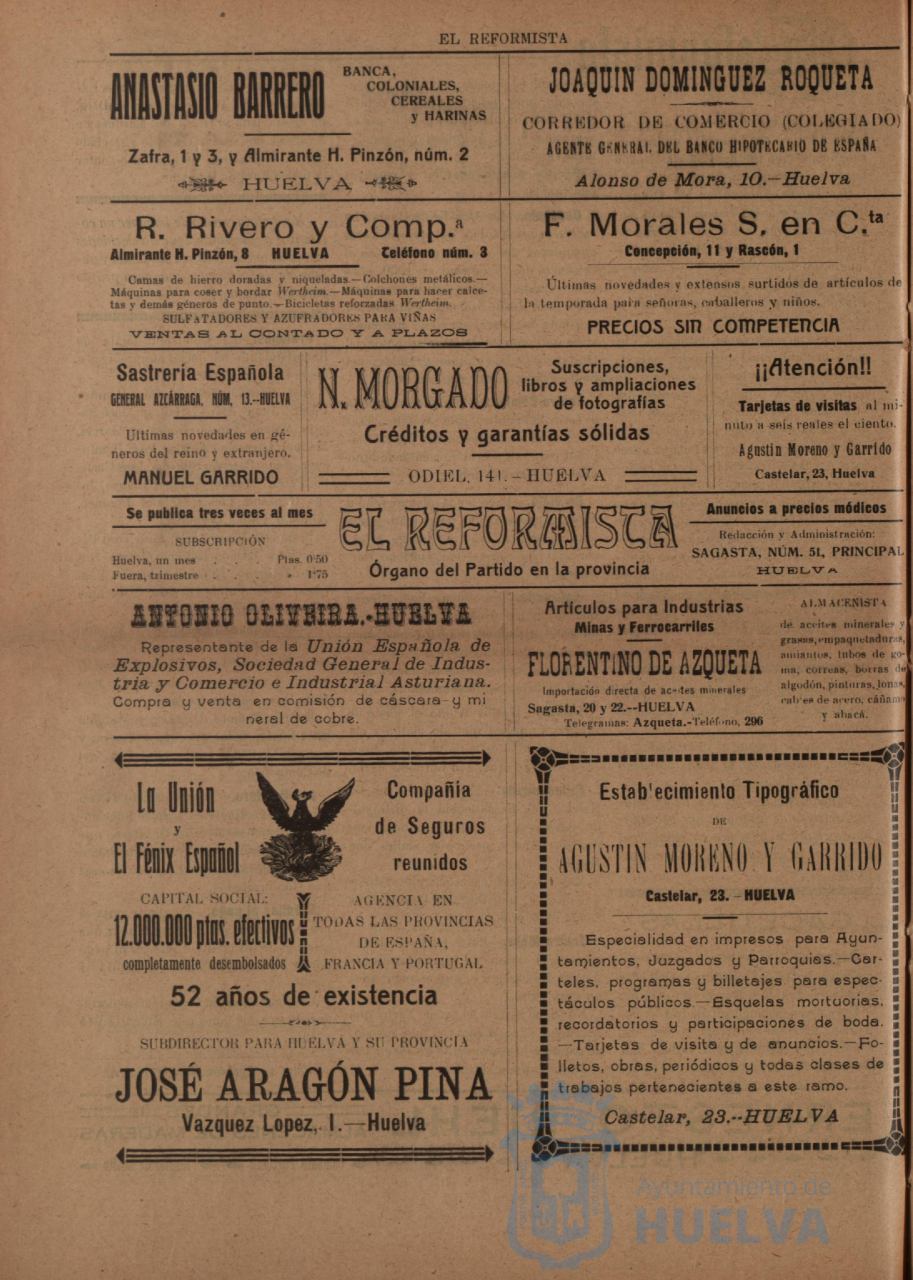 EL REFORMISTA
ANASTASIO BARRERO
BANCA,
COLONIALES,
CEREALES
y HARINAS
Zafra, 1 y 3, y Almirante H. Pinzón, núm. 2
HUELVA
JOAQUIN DOMINGUEZ ROQUETA
CORREDOR DE COMERCIO (COLEGIADO)
AGENTE GENERAL DEL BANCO HIPOTECARIO DE ESPAÑA
Alonso de Mora, 10.—Huelva
R. Rivero y Comp.ª
Almirante H. Pinzón, 8 HUELVA Teléfono núm. 3
Camas de hierro doradas y niqueladas.—Colchones metálicos.—
Máquinas para coser y bordar Wertheim.—Máquinas para hacer calce-
tas y demás géneros de punto.—Bicicletas reforzadas Wertheim.
SULFATADORES Y AZUFRADORES PARA VIÑAS
VENTAS AL CONTADO Y A PLAZOS
F. Morales S. en C.ta
Concepción, 11 y Rascón, 1
Últimas novedades y extensos surtidos de artículos de
la temporada para señoras, caballeros y niños.
PRECIOS SIN COMPETENCIA
Sastrería Española
GENERAL AZCÁRRAGA, NÚM. 13.--HUELVA
Ultimas novedades en gé-
neros del reino y extranjero.
MANUEL GARRIDO
N. MORGADO
Suscripciones,
libros y ampliaciones
de fotografías
Créditos y garantías sólidas
ODIEL, 141.—HUELVA
¡¡Atención!!
Tarjetas de visitas al mi-
nuto a seis reales el ciento.
Agustin Moreno y Garrido
Castelar, 23, Huelva
Se publica tres veces al mes
SUBSCRIPCIÓN
Huelva, un mes . . . Ptas. 0'50
Fuera, trimestre . . . » 1'75
EL REFORMISTA
Órgano del Partido en la provincia
Anuncios a precios módicos
Redacción y Administración:
SAGASTA, NÚM. 51, PRINCIPAL
HUELVA
ANTONIO OLIVEIRA.-HUELVA
Representante de la Unión Española de
Explosivos, Sociedad General de Indus-
tria y Comercio e Industrial Asturiana.
Compra y venta en comisión de cáscara y mi
neral de cobre.
Artículos para Industrias
Minas y Ferrocarriles
FLORENTINO DE AZQUETA
Importación directa de aceites minerales
Sagasta, 20 y 22.--HUELVA
Telegramas: Azqueta.-Teléfono, 296
ALMACENISTA
de aceites minerales y
grasas, empaquetaduras,
amiantos, tubos de go-
ma, correas, borras de
algodón, pinturas, lonas,
cables de acero, cáñamo
y abacá.
La Unión
y
El Fénix Español
Compañía
de Seguros
reunidos
CAPITAL SOCIAL:
12.000.000 ptas. efectivos
completamente desembolsados
AGENCIA EN
TODAS LAS PROVINCIAS
DE ESPAÑA,
FRANCIA Y PORTUGAL
52 años de existencia
SUBDIRECTOR PARA HUELVA Y SU PROVINCIA
JOSÉ ARAGÓN PINA
Vazquez Lopez, 1.—Huelva
Estab'ecimiento Tipográfico
DE
AGUSTIN MORENO Y GARRIDO
Castelar, 23.-HUELVA
Especialidad en impresos para Ayun-
tamientos, Juzgados y Parroquias.—Car-
teles, programas y billetajes para espec-
táculos públicos.—Esquelas mortuorias,
recordatorios y participaciones de boda.
—Tarjetas de visita y de anuncios.—Fo-
lletos, obras, periódicos y todas clases de
trabajos pertenecientes a este ramo.
Castelar, 23.--HUELVA
Ayuntamiento de
HUELVA